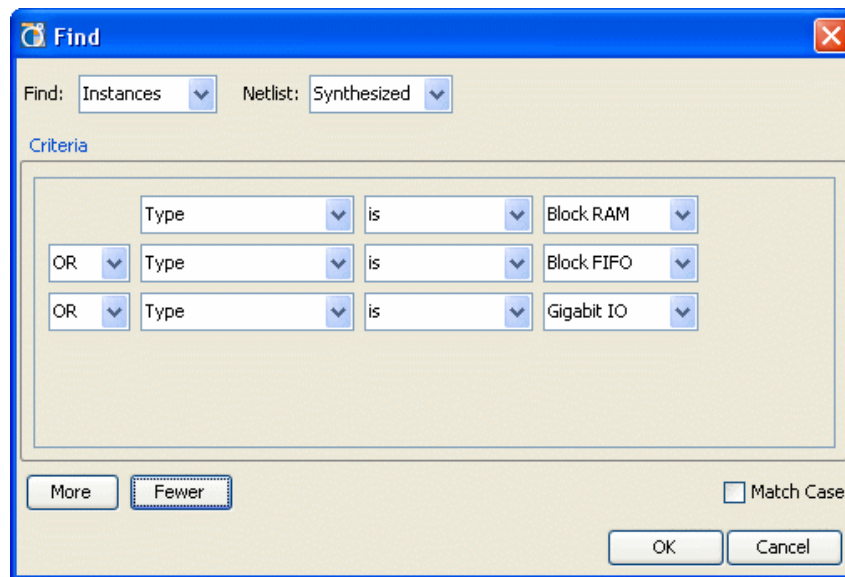 Find
Find: Instances Netlist: Synthesized
Criteria
Type is Block RAM
OR Type is Block FIFO
OR Type is Gigabit IO
More Fewer Match Case
OK Cancel